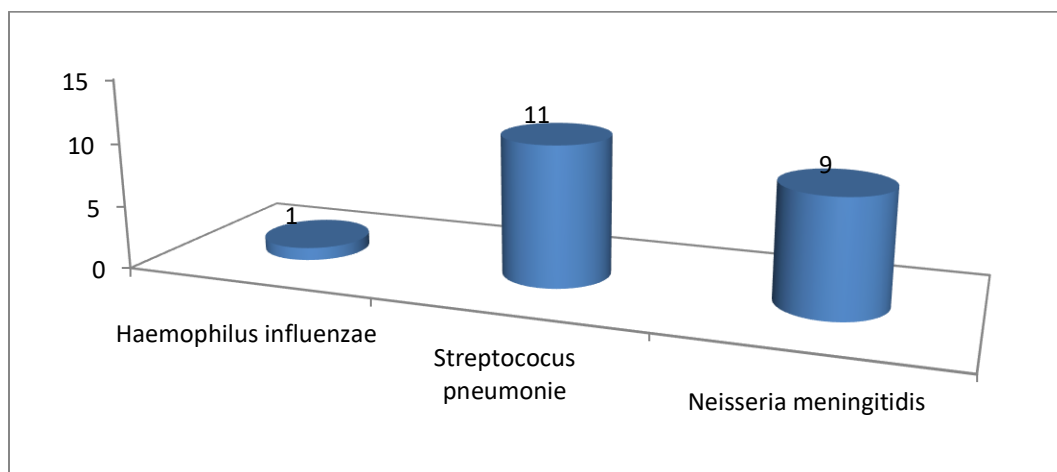 15
10
5
0
1
11
9
Haemophilus influenzae
Streptococus
pneumonie
Neisseria meningitidis